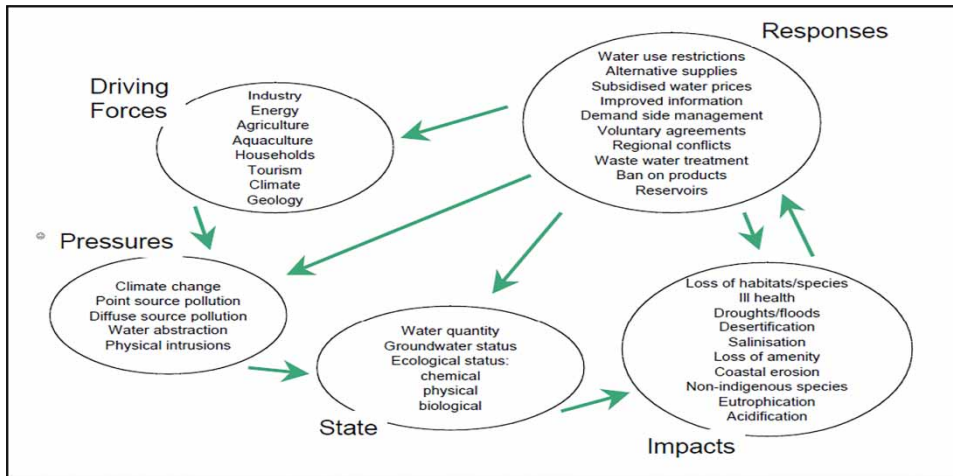 Responses
Water use restrictions
Alternative supplies
Subsidised water prices
Improved information
Demand side management
Voluntary agreements
Regional conflicts
Waste water treatment
Ban on products
Reservoirs
Driving
Forces
Industry
Energy
Agriculture
Aquaculture
Households
Tourism
Climate
Geology
Pressures
Climate change
Point source pollution
Diffuse source pollution
Water abstraction
Physical intrusions
State
Water quantity
Groundwater status
Ecological status:
chemical
physical
biological
Impacts
Loss of habitats/species
Ill health
Droughts/floods
Desertification
Salinisation
Loss of amenity
Coastal erosion
Non-indigenous species
Eutrophication
Acidification